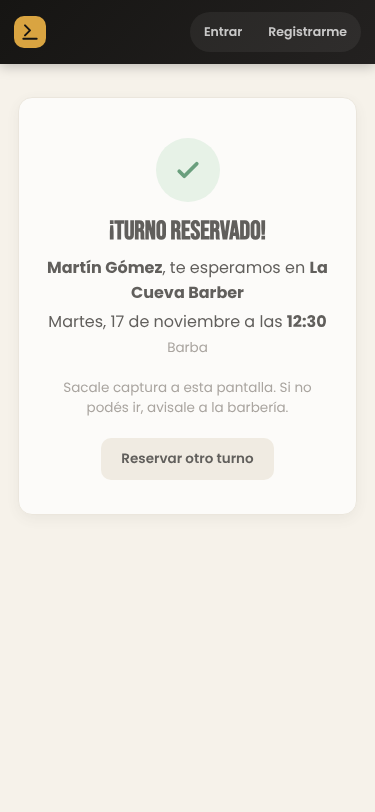 Entrar
Registrarme
¡TURNO RESERVADO!
Martín Gómez, te esperamos en La
Cueva Barber
Martes, 17 de noviembre a las 12:30
Barba
Sacale captura a esta pantalla. Si no
podés ir, avisale a la barbería.
Reservar otro turno